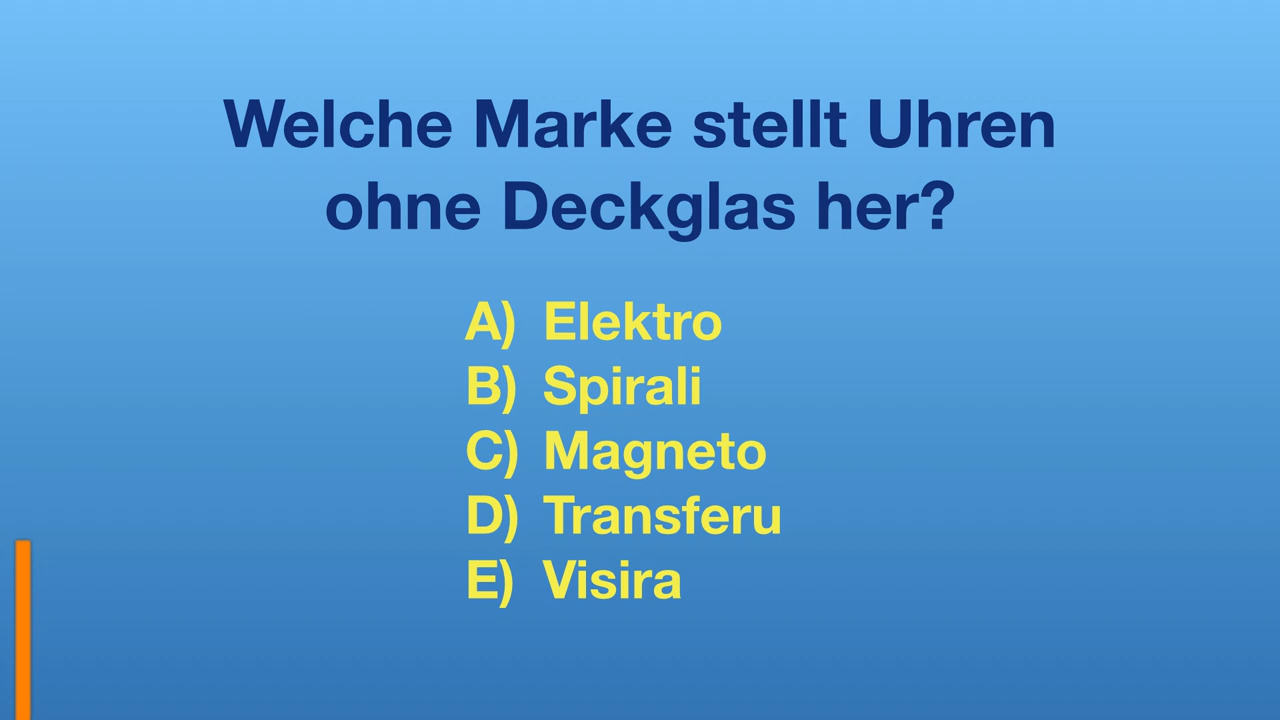 Welche Marke stellt Uhren
ohne Deckglas her?
A) Elektro
B) Spirali
C) Magneto
D) Transferu
E) Visira